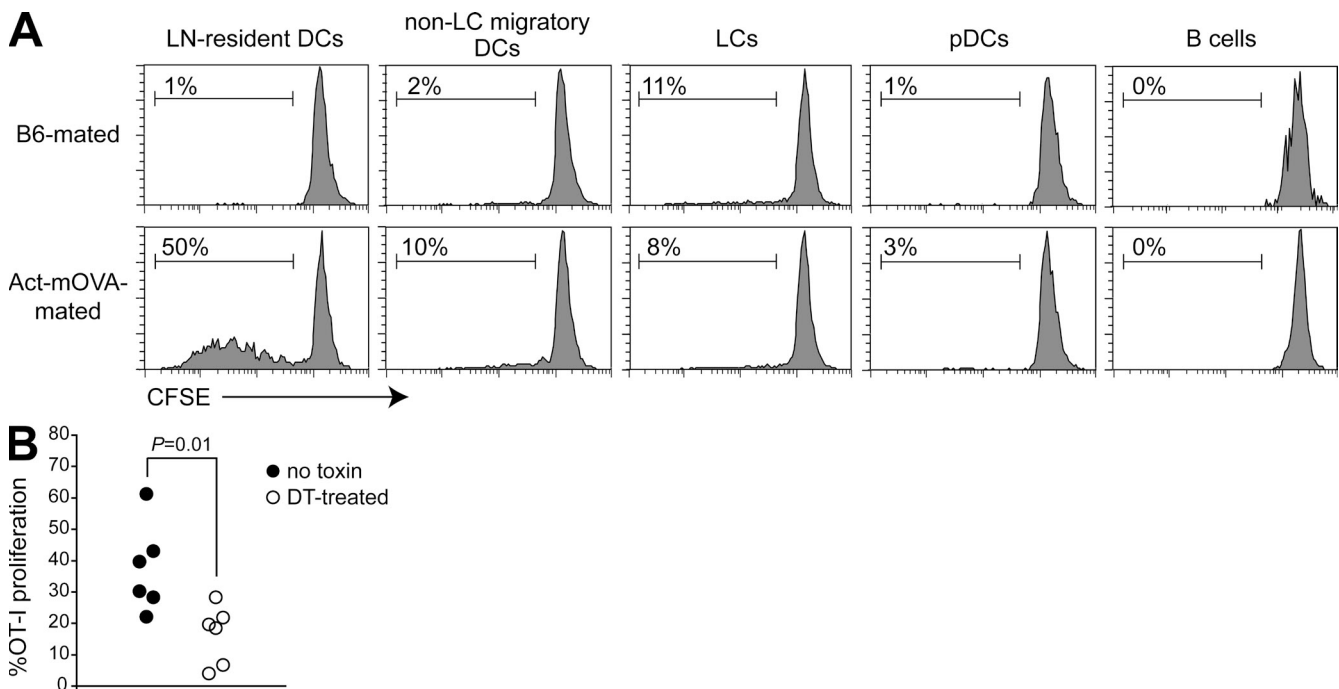 A
LN-resident DCs
non-LC migratory
DCs
LCs
pDCs
B cells
B6-mated
1%
2%
11%
1%
0%
Act-mOVA-
mated
50%
10%
8%
3%
0%
CFSE
B
%OT-I proliferation
80
70
60
50
40
30
20
10
0
P=0.01
no toxin
DT-treated